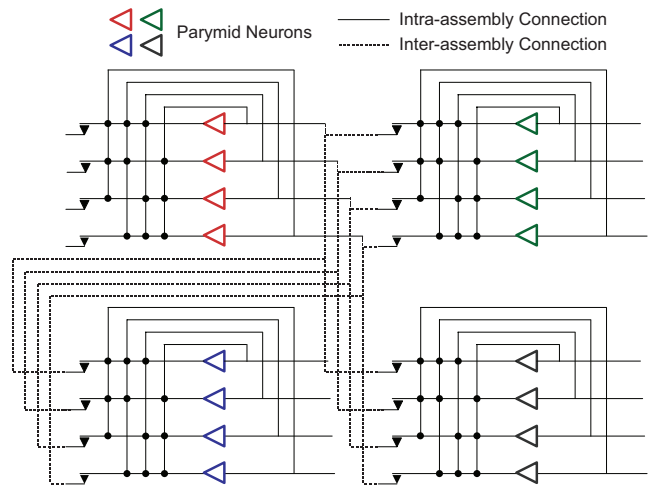 Parymid Neurons
Intra-assembly Connection
Inter-assembly Connection